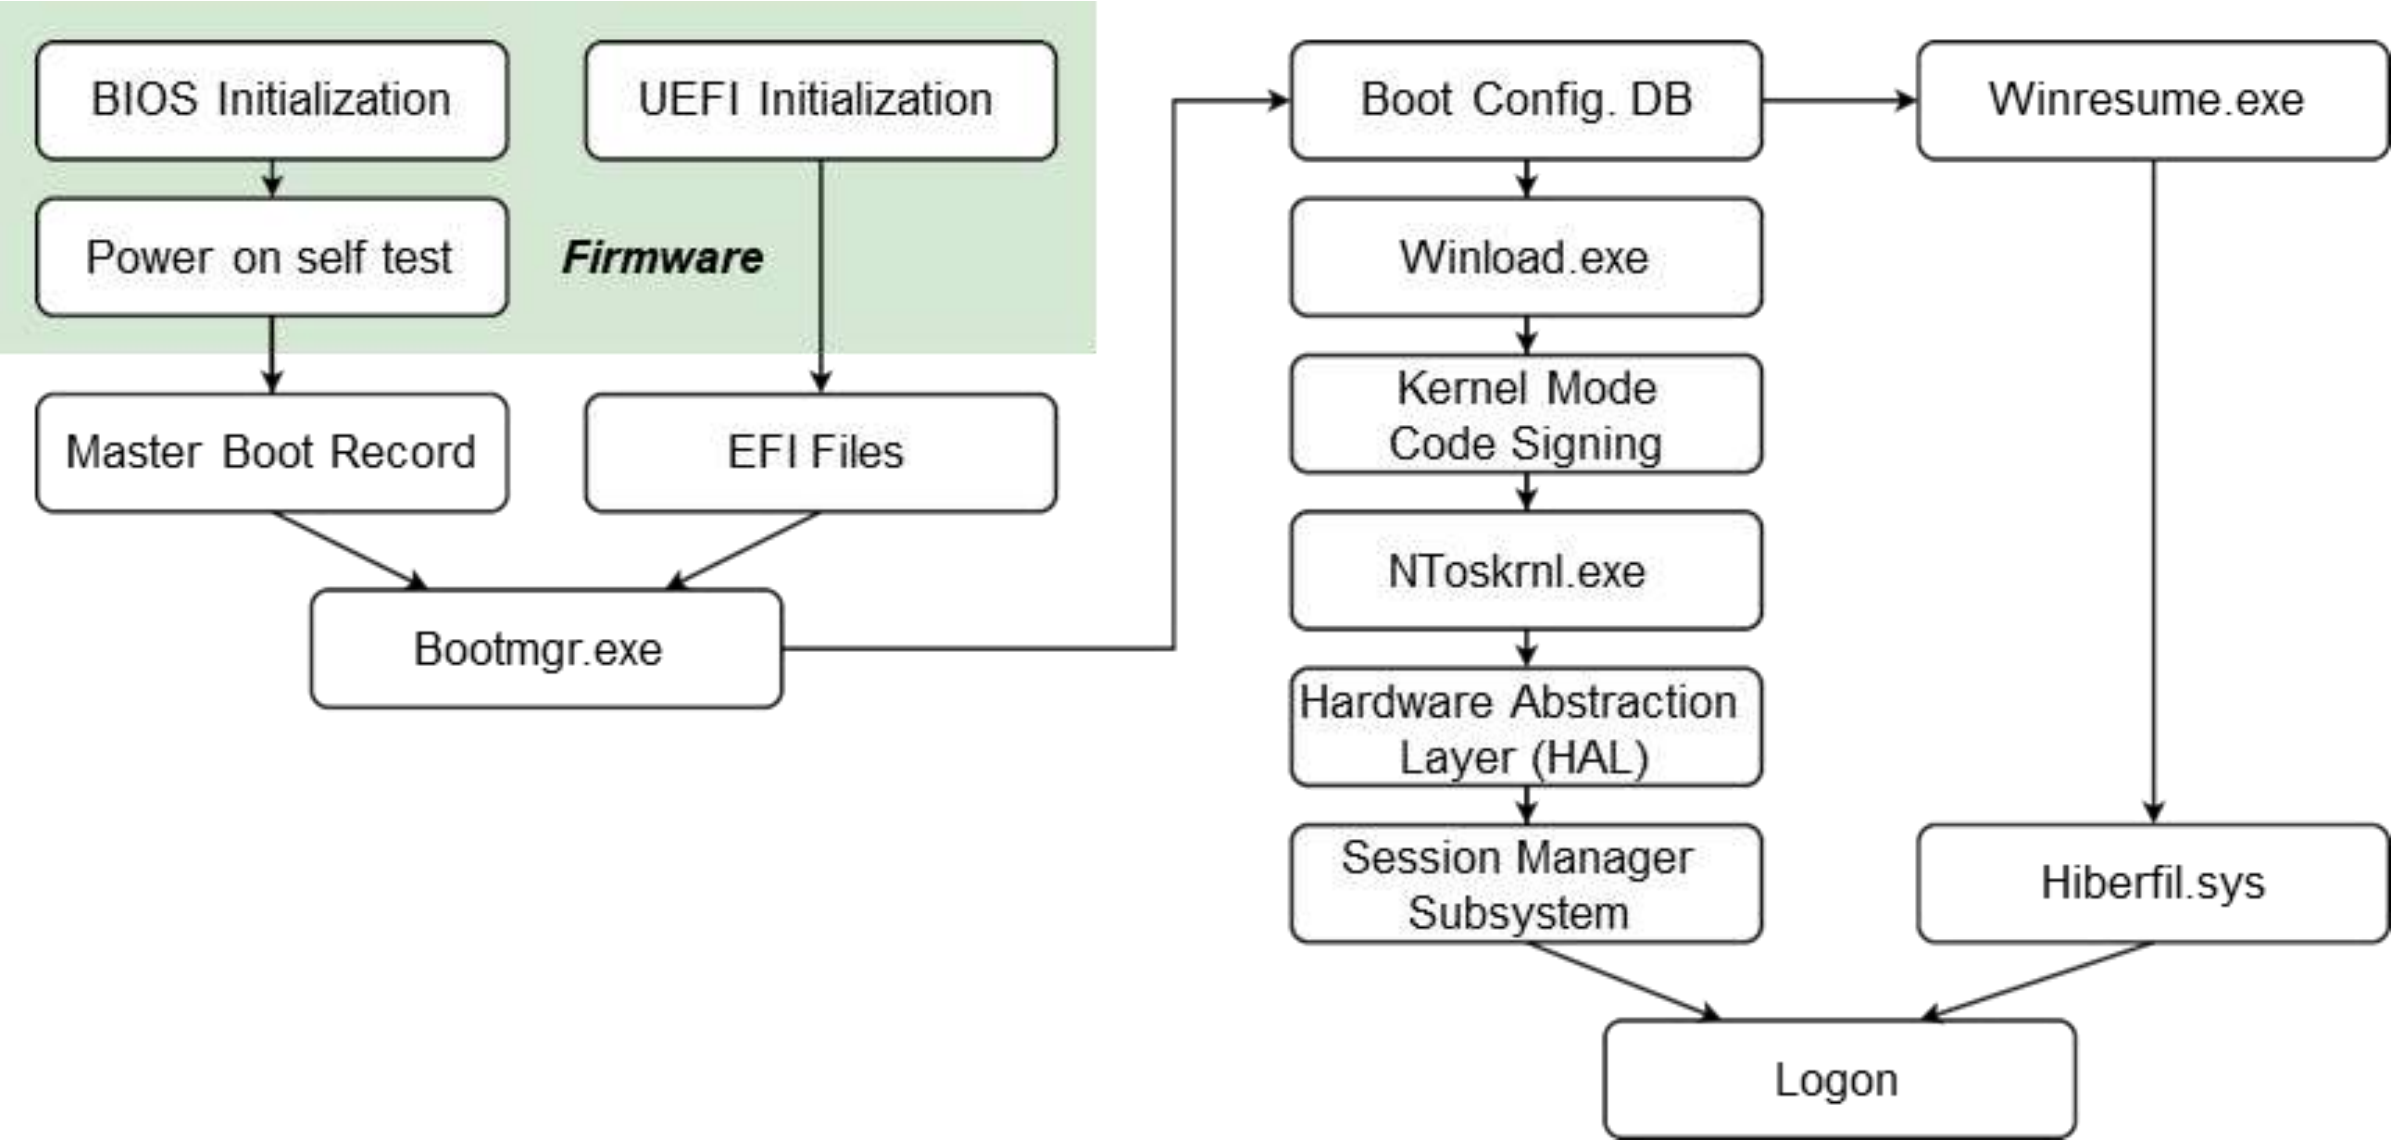 BIOS Initialization
UEFI Initialization
Power on self test
Firmware
Master Boot Record
EFI Files
Bootmgr.exe
Boot Config. DB
Winresume.exe
Winload.exe
Kernel Mode
Code Signing
NToskrnl.exe
Hardware Abstraction
Layer (HAL)
Session Manager
Subsystem
Hiberfil.sys
Logon